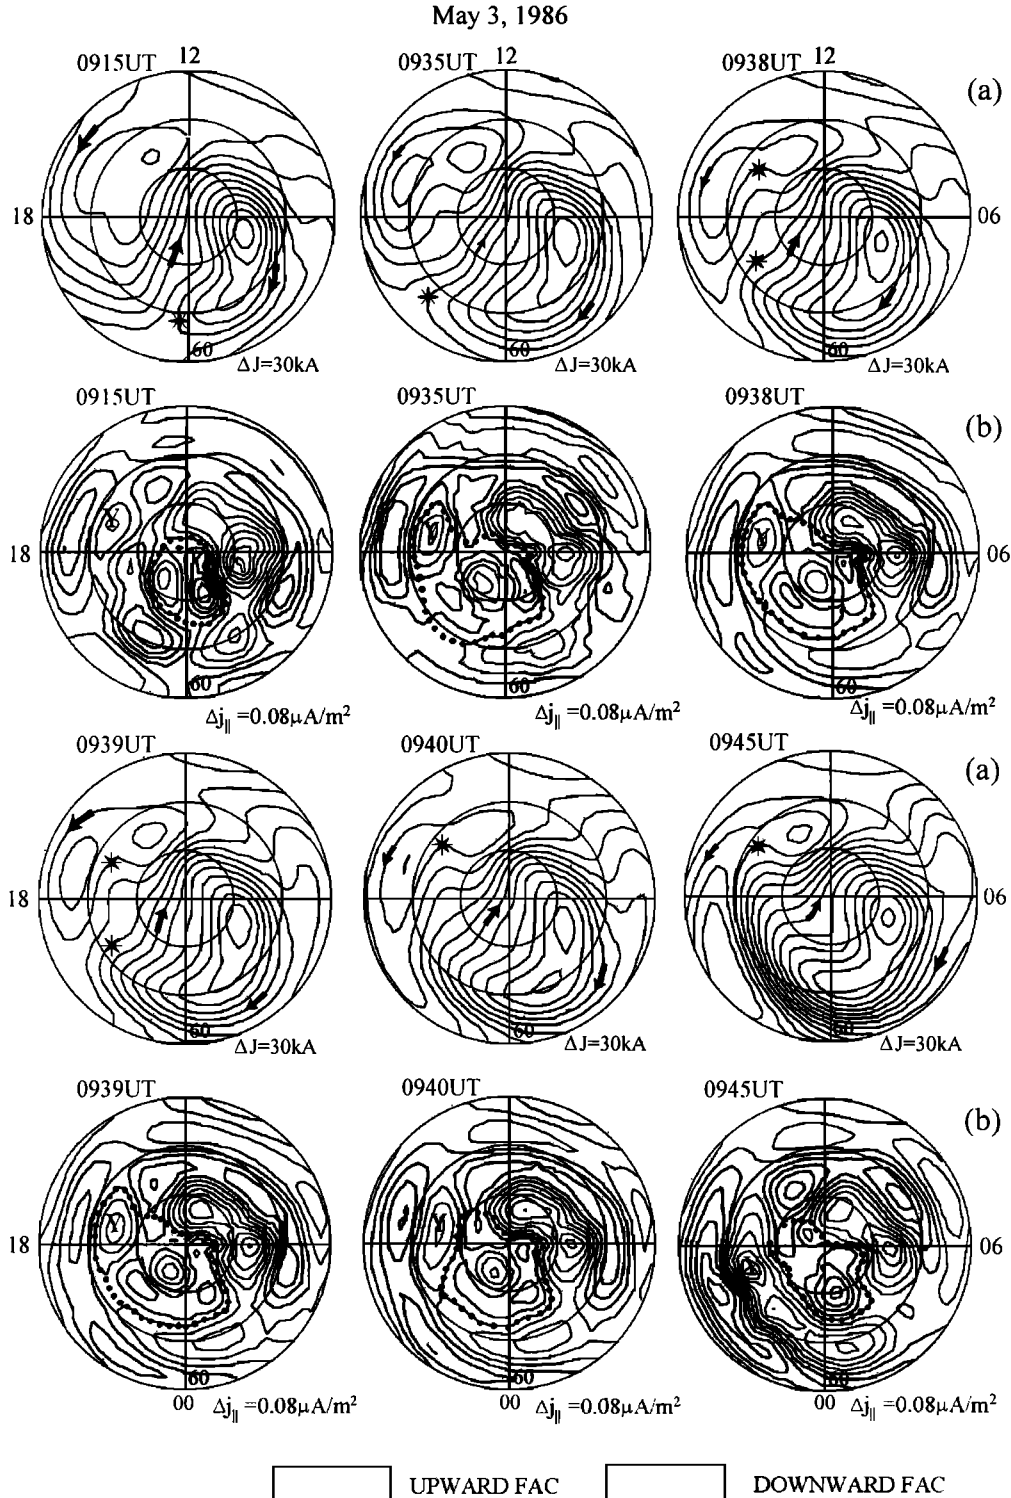 May 3, 1986
0915UT 12 0935UT 12 0938UT 12 (a)
18 06
60 ΔJ=30kA 60 ΔJ=30kA 60 ΔJ=30kA
0915UT 0935UT 0938UT (b)
Y Y Y
18 06
60 60 60
Δj|| =0.08μA/m² Δj|| =0.08μA/m² Δj|| =0.08μA/m²
0939UT 0940UT 0945UT (a)
18 06
60 ΔJ=30kA 60 ΔJ=30kA 60 ΔJ=30kA
0939UT 0940UT 0945UT (b)
Y Y
18 06
60 60 60
00 Δj|| =0.08μA/m² 00 Δj|| =0.08μA/m² 00 Δj|| =0.08μA/m²
UPWARD FAC DOWNWARD FAC